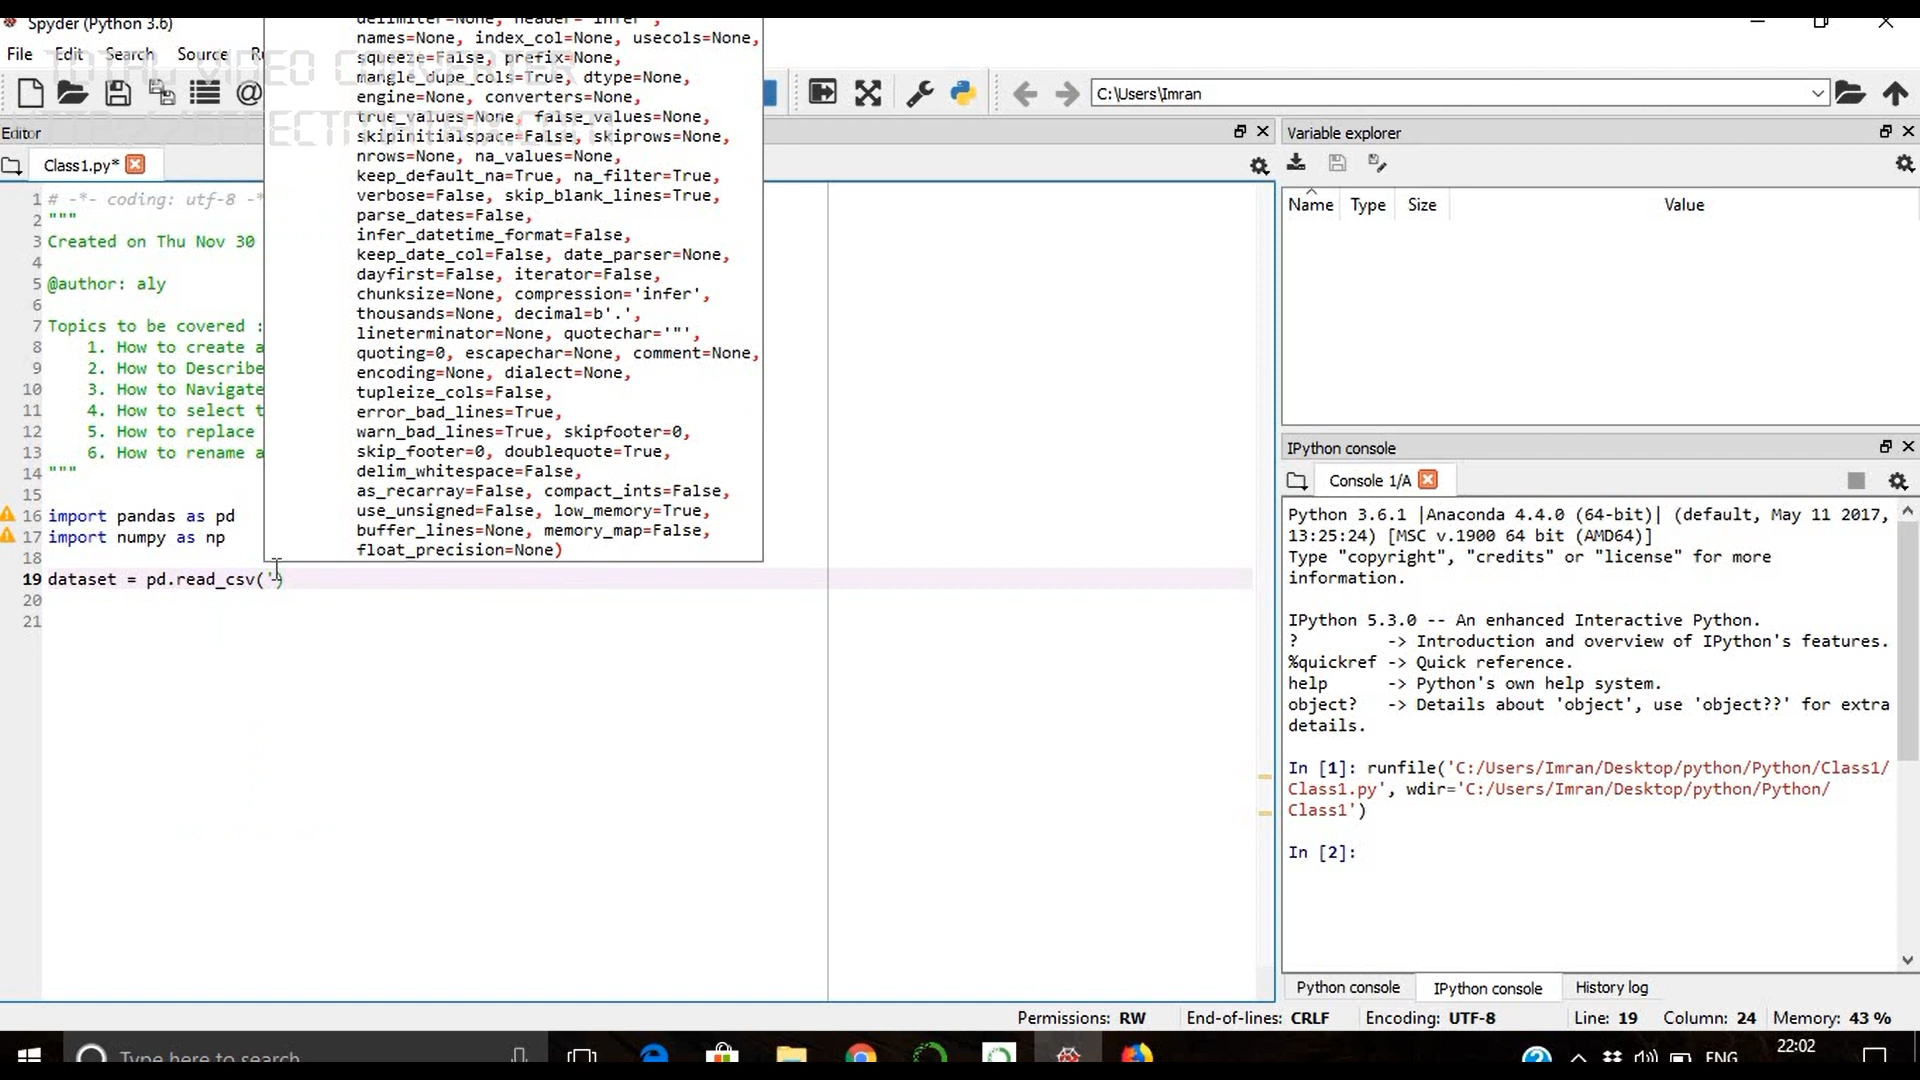 Spyder (Python 3.6)
delimiter=None, header='infer',
File Edit Search Source
names=None, index_col=None, usecols=None,
squeeze=False, prefix=None,
mangle_dupe_cols=True, dtype=None,
engine=None, converters=None,
true_values=None, false_values=None,
skipinitialspace=False, skiprows=None,
nrows=None, na_values=None,
keep_default_na=True, na_filter=True,
verbose=False, skip_blank_lines=True,
parse_dates=False,
infer_datetime_format=False,
keep_date_col=False, date_parser=None,
dayfirst=False, iterator=False,
chunksize=None, compression='infer',
thousands=None, decimal=b'.',
lineterminator=None, quotechar='"',
quoting=0, escapechar=None, comment=None,
encoding=None, dialect=None,
tupleize_cols=False,
error_bad_lines=True,
warn_bad_lines=True, skipfooter=0,
skip_footer=0, doublequote=True,
delim_whitespace=False,
as_recarray=False, compact_ints=False,
use_unsigned=False, low_memory=True,
buffer_lines=None, memory_map=False,
float_precision=None)
TOTAL VIDEO CONVERTER
C:\Users\Imran
Editor
Class1.py*
1 # -*- coding: utf-8 -*
2 """
3 Created on Thu Nov 30
4
5 @author: aly
6
7 Topics to be covered :
8 1. How to create a
9 2. How to Describe
10 3. How to Navigate
11 4. How to select t
12 5. How to replace
13 6. How to rename a
14 """
15
16 import pandas as pd
17 import numpy as np
18
19 dataset = pd.read_csv(')
20
21
Variable explorer
Name Type Size Value
IPython console
Console 1/A
Python 3.6.1 |Anaconda 4.4.0 (64-bit)| (default, May 11 2017,
13:25:24) [MSC v.1900 64 bit (AMD64)]
Type "copyright", "credits" or "license" for more
information.
IPython 5.3.0 -- An enhanced Interactive Python.
? -> Introduction and overview of IPython's features.
%quickref -> Quick reference.
help -> Python's own help system.
object? -> Details about 'object', use 'object??' for extra
details.
In [1]: runfile('C:/Users/Imran/Desktop/python/Python/Class1/
Class1.py', wdir='C:/Users/Imran/Desktop/python/Python/
Class1')
In [2]:
Python console IPython console History log
Permissions: RW End-of-lines: CRLF Encoding: UTF-8 Line: 19 Column: 24 Memory: 43 %
Type here to search
ENG
22:02